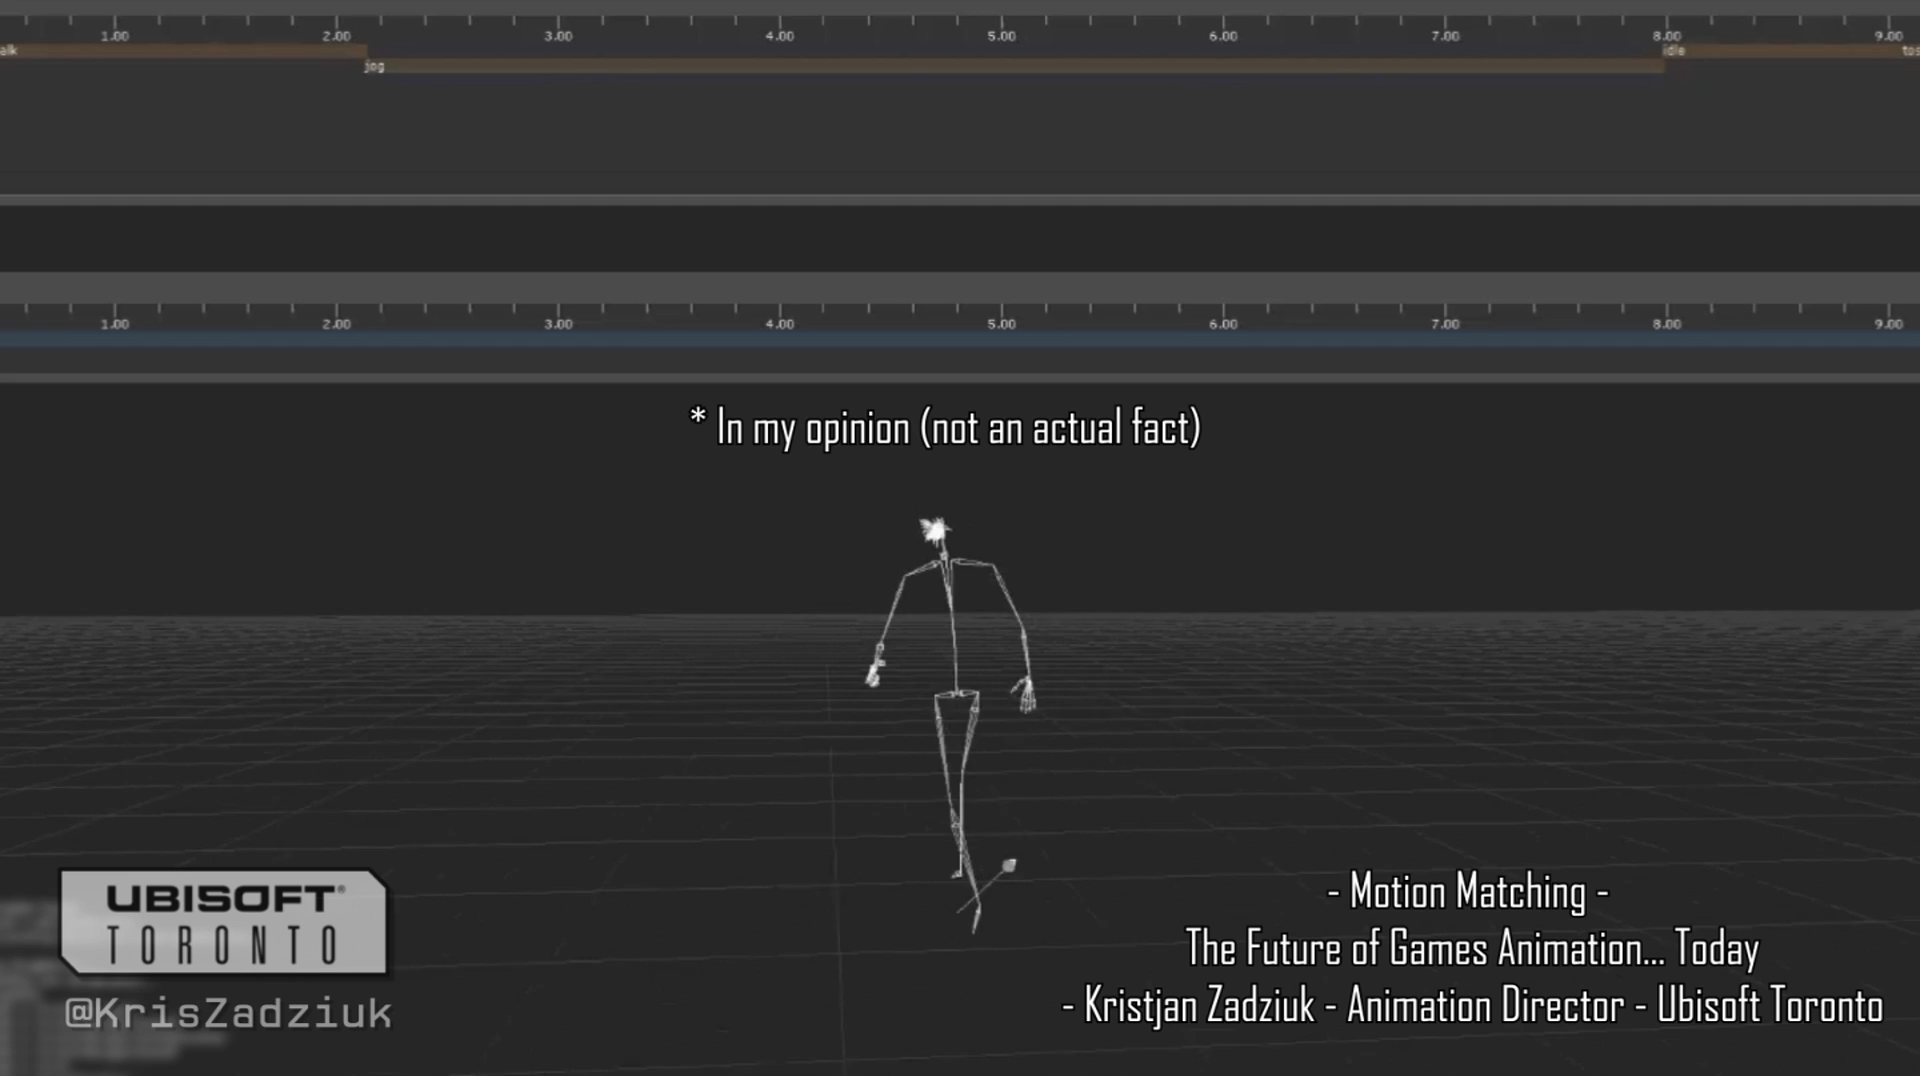 1.00 2.00 3.00 4.00 5.00 6.00 7.00 8.00 9.00
alk idle tos
jog
1.00 2.00 3.00 4.00 5.00 6.00 7.00 8.00 9.00
* In my opinion (not an actual fact)
UBISOFT®
TORONTO
@KrisZadziuk
- Motion Matching -
The Future of Games Animation... Today
- Kristjan Zadziuk - Animation Director - Ubisoft Toronto